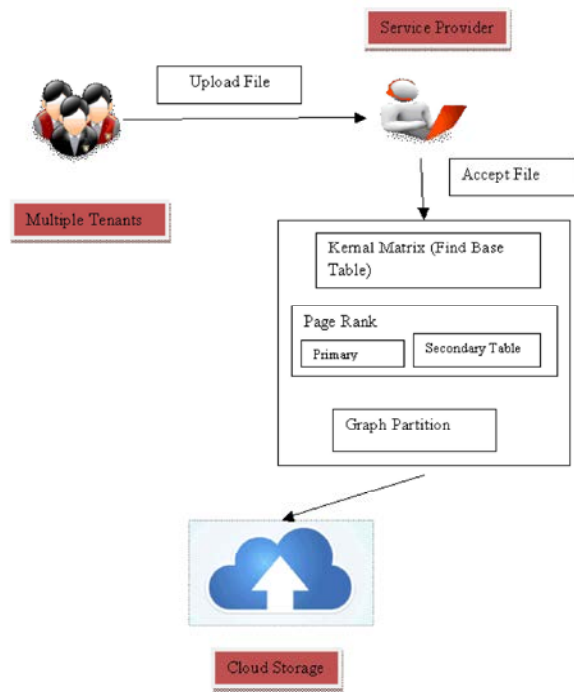 Service Provider
Upload File
Accept File
Multiple Tenants
Kernal Matrix (Find Base
Table)
Page Rank
Primary
Secondary Table
Graph Partition
Cloud Storage